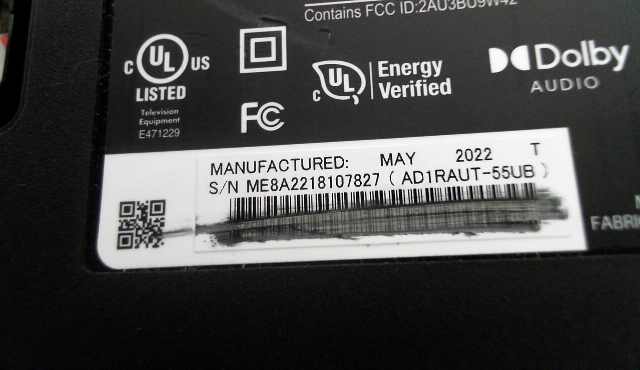 Contains FCC ID:2AU3BU9W42
C UL US
LISTED
Television
Equipment
E471229
FC
C UL Energy
Verified
Dolby
AUDIO
MANUFACTURED: MAY 2022 T
S/N ME8A2218107827 ( AD1RAUT-55UB )